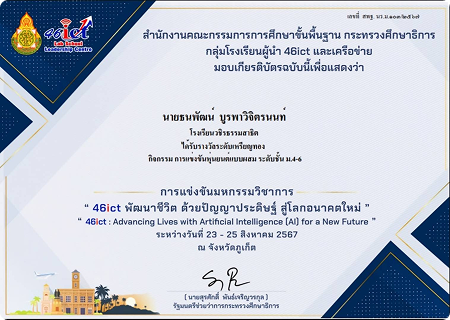 เลขที่ สพฐ. นร.ม.๑๐๓/๒๕๖๗
46ict
Lab School
Leadership Centre
สำนักงานคณะกรรมการการศึกษาขั้นพื้นฐาน กระทรวงศึกษาธิการ
กลุ่มโรงเรียนผู้นำ 46ict และเครือข่าย
มอบเกียรติบัตรฉบับนี้เพื่อแสดงว่า
นายธนพัฒน์ บูรพาวิจิตรนนท์
โรงเรียนวชิรธรรมสาธิต
ได้รับรางวัลระดับเหรียญทอง
กิจกรรม การแข่งขันหุ่นยนต์แบบผสม ระดับชั้น ม.4-6
การแข่งขันมหกรรมวิชาการ
“ 46ict พัฒนาชีวิต ด้วยปัญญาประดิษฐ์ สู่โลกอนาคตใหม่ ”
“ 46ict : Advancing Lives with Artificial Intelligence [AI] for a New Future ”
ระหว่างวันที่ 23 - 25 สิงหาคม 2567
ณ จังหวัดภูเก็ต
( นายสุรศักดิ์ พันธ์เจริญวรกุล )
รัฐมนตรีช่วยว่าการกระทรวงศึกษาธิการ